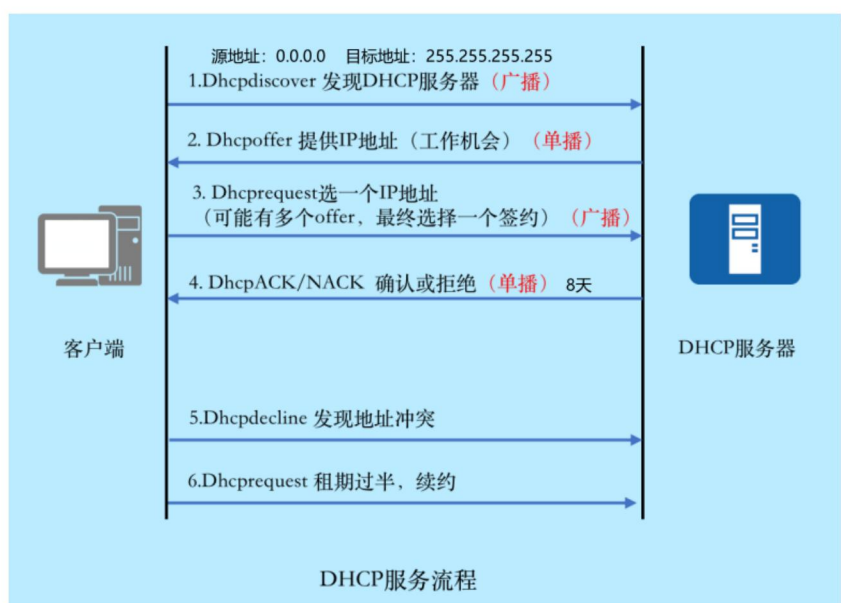 源地址：0.0.0.0 目标地址：255.255.255.255
1.Dhcpdiscover 发现DHCP服务器（广播）
2. Dhcpoffer 提供IP地址（工作机会）（单播）
3. Dhcprequest选一个IP地址
（可能有多个offer，最终选择一个签约）（广播）
4. DhcpACK/NACK 确认或拒绝（单播） 8天
客户端
DHCP服务器
5.Dhcpdecline 发现地址冲突
6.Dhcprequest 租期过半，续约
DHCP服务流程